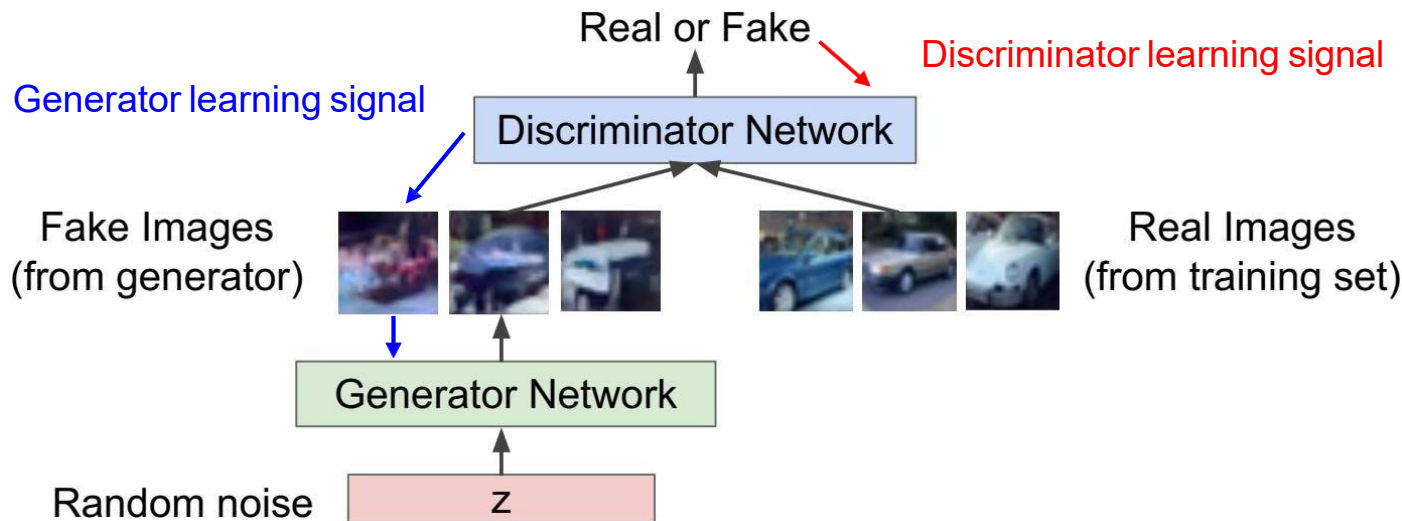 Real or Fake
Discriminator learning signal
Generator learning signal
Discriminator Network
Fake Images
(from generator)
Real Images
(from training set)
Generator Network
Random noise
z